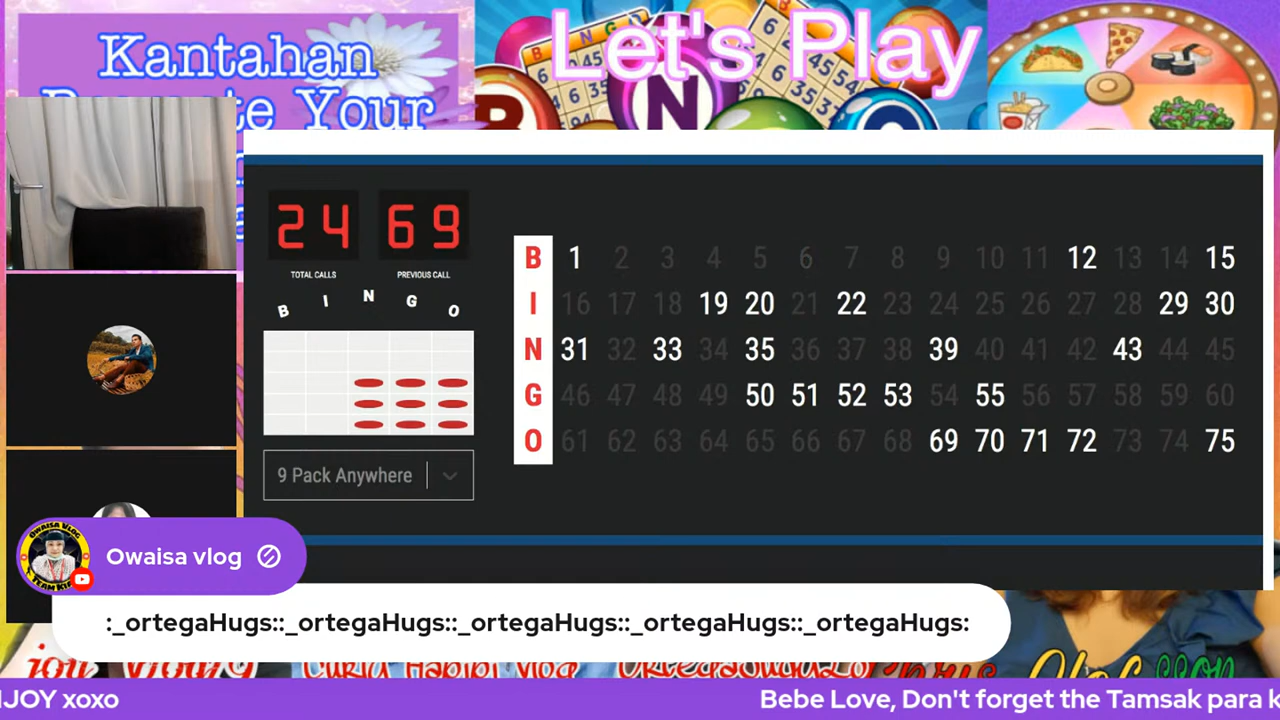 Kantahan
Let's Play
Your
N
24 69
TOTAL CALLS PREVIOUS CALL
B I N G O
9 Pack Anywhere
B 1 2 3 4 5 6 7 8 9 10 11 12 13 14 15
I 16 17 18 19 20 21 22 23 24 25 26 27 28 29 30
N 31 32 33 34 35 36 37 38 39 40 41 42 43 44 45
G 46 47 48 49 50 51 52 53 54 55 56 57 58 59 60
O 61 62 63 64 65 66 67 68 69 70 71 72 73 74 75
Owaisa vlog
:_ortegaHugs::_ortegaHugs::_ortegaHugs::_ortegaHugs::_ortegaHugs:
NJOY xoxo
Bebe Love, Don't forget the Tamsak para k